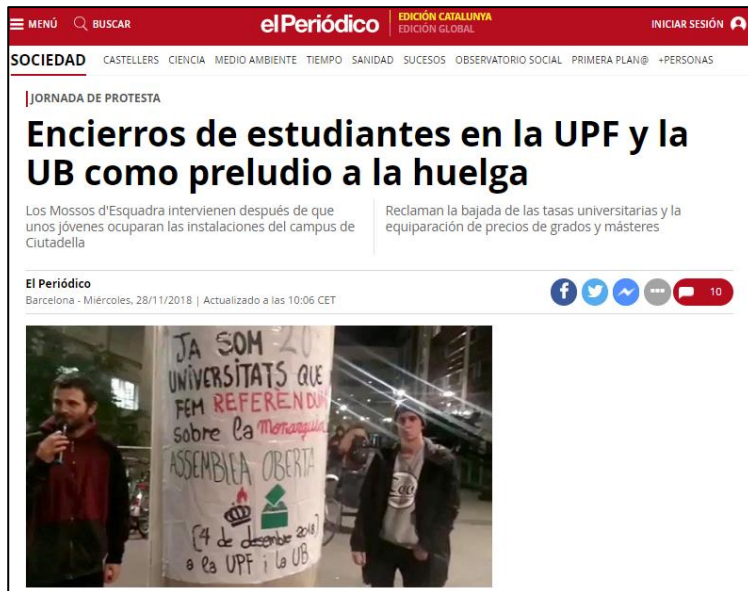 MENÚ BUSCAR elPeriódico EDICIÓN CATALUNYA INICIAR SESIÓN
EDICIÓN GLOBAL
SOCIEDAD CASTELLERS CIENCIA MEDIO AMBIENTE TIEMPO SANIDAD SUCESOS OBSERVATORIO SOCIAL PRIMERA PLAN@ +PERSONAS
JORNADA DE PROTESTA
Encierros de estudiantes en la UPF y la
UB como preludio a la huelga
Los Mossos d'Esquadra intervienen después de que
unos jóvenes ocuparan las instalaciones del campus de
Ciutadella
Reclaman la bajada de las tasas universitarias y la
equiparación de precios de grados y másteres
El Periódico
Barcelona - Miércoles, 28/11/2018 | Actualizado a las 10:06 CET
10
JA SOM 20
UNIVERSITATS QUE
FEM REFERÈNDUM
sobre la Monarquia
ASSEMBLEA OBERTA
(4 de desembre 2018)
a la UPF i la UB